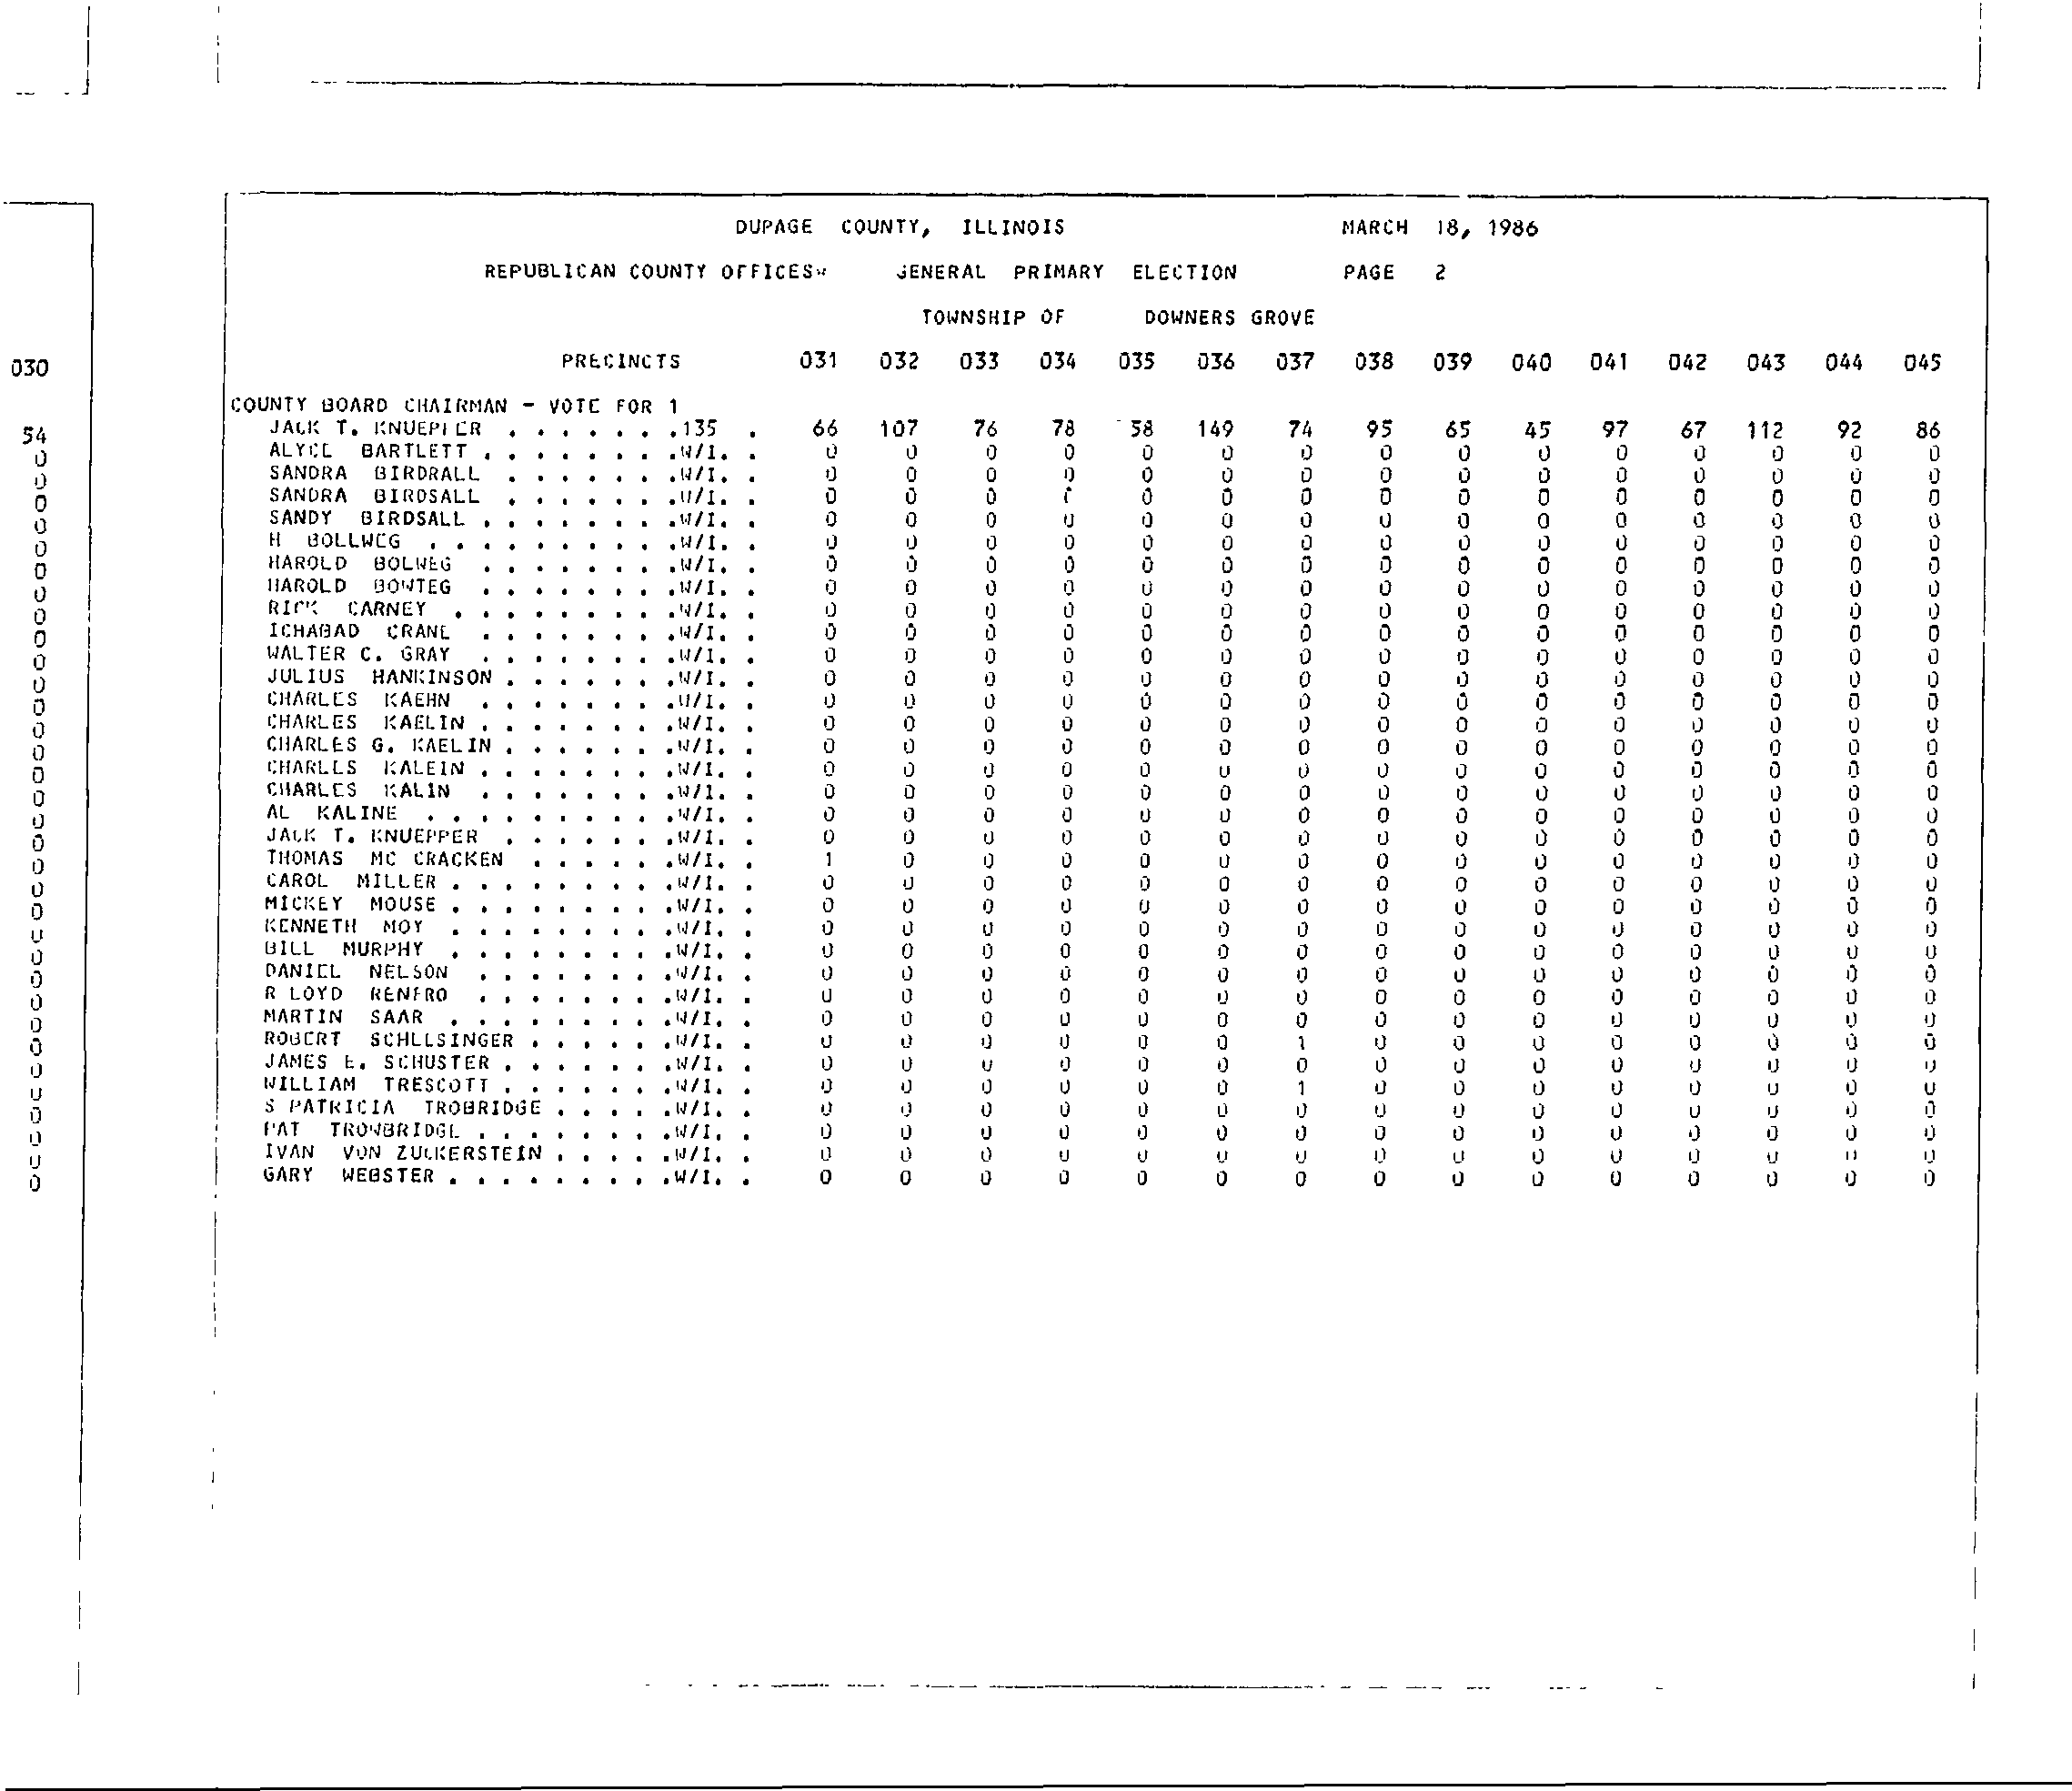 DUPAGE COUNTY, ILLINOIS MARCH 18, 1986
REPUBLICAN COUNTY OFFICES GENERAL PRIMARY ELECTION PAGE 2
TOWNSHIP OF DOWNERS GROVE
030 PRECINCTS 031 032 033 034 035 036 037 038 039 040 041 042 043 044 045
COUNTY BOARD CHAIRMAN - VOTE FOR 1
54 JACK T. KNUEPFER . . . . . . .135 . 66 107 76 78 58 149 74 95 65 45 97 67 112 92 86
0 ALYCE BARTLETT . . . . . . . .W/I. . 0 0 0 0 0 0 0 0 0 0 0 0 0 0 0
0 SANDRA BIRDRALL . . . . . . .W/I. . 0 0 0 0 0 0 0 0 0 0 0 0 0 0 0
0 SANDRA BIRDSALL . . . . . . .W/I. . 0 0 0 0 0 0 0 0 0 0 0 0 0 0 0
0 SANDY BIRDSALL . . . . . . . .W/I. . 0 0 0 0 0 0 0 0 0 0 0 0 0 0 0
0 H BOLLWEG . . . . . . . . . .W/I. . 0 0 0 0 0 0 0 0 0 0 0 0 0 0 0
0 HAROLD BOLWEG . . . . . . . .W/I. . 0 0 0 0 0 0 0 0 0 0 0 0 0 0 0
0 HAROLD BOWTEG . . . . . . . .W/I. . 0 0 0 0 0 0 0 0 0 0 0 0 0 0 0
0 RICK CARNEY . . . . . . . . .W/I. . 0 0 0 0 0 0 0 0 0 0 0 0 0 0 0
0 ICHABAD CRANE . . . . . . . .W/I. . 0 0 0 0 0 0 0 0 0 0 0 0 0 0 0
0 WALTER C. GRAY . . . . . . . .W/I. . 0 0 0 0 0 0 0 0 0 0 0 0 0 0 0
0 JULIUS HANKINSON . . . . . . .W/I. . 0 0 0 0 0 0 0 0 0 0 0 0 0 0 0
0 CHARLES KAEHN . . . . . . . .W/I. . 0 0 0 0 0 0 0 0 0 0 0 0 0 0 0
0 CHARLES KAELIN . . . . . . . .W/I. . 0 0 0 0 0 0 0 0 0 0 0 0 0 0 0
0 CHARLES G. KAELIN . . . . . . .W/I. . 0 0 0 0 0 0 0 0 0 0 0 0 0 0 0
0 CHARLES KALEIN . . . . . . . .W/I. . 0 0 0 0 0 0 0 0 0 0 0 0 0 0 0
0 CHARLES KALIN . . . . . . . .W/I. . 0 0 0 0 0 0 0 0 0 0 0 0 0 0 0
0 AL KALINE . . . . . . . . . .W/I. . 0 0 0 0 0 0 0 0 0 0 0 0 0 0 0
0 JACK T. KNUEPPER . . . . . . .W/I. . 0 0 0 0 0 0 0 0 0 0 0 0 0 0 0
0 THOMAS MC CRACKEN . . . . . .W/I. . 1 0 0 0 0 0 0 0 0 0 0 0 0 0 0
0 CAROL MILLER . . . . . . . . .W/I. . 0 0 0 0 0 0 0 0 0 0 0 0 0 0 0
0 MICKEY MOUSE . . . . . . . . .W/I. . 0 0 0 0 0 0 0 0 0 0 0 0 0 0 0
0 KENNETH MOY . . . . . . . . .W/I. . 0 0 0 0 0 0 0 0 0 0 0 0 0 0 0
0 BILL MURPHY . . . . . . . . .W/I. . 0 0 0 0 0 0 0 0 0 0 0 0 0 0 0
0 DANIEL NELSON . . . . . . . .W/I. . 0 0 0 0 0 0 0 0 0 0 0 0 0 0 0
0 R LOYD RENFRO . . . . . . . .W/I. . 0 0 0 0 0 0 0 0 0 0 0 0 0 0 0
0 MARTIN SAAR . . . . . . . . .W/I. . 0 0 0 0 0 0 0 0 0 0 0 0 0 0 0
0 ROBERT SCHLESINGER . . . . . .W/I. . 0 0 0 0 0 0 1 0 0 0 0 0 0 0 0
0 JAMES E. SCHUSTER . . . . . . .W/I. . 0 0 0 0 0 0 0 0 0 0 0 0 0 0 0
0 WILLIAM TRESCOTT . . . . . . .W/I. . 0 0 0 0 0 0 1 0 0 0 0 0 0 0 0
0 S PATRICIA TROBRIDGE . . . . .W/I. . 0 0 0 0 0 0 0 0 0 0 0 0 0 0 0
0 PAT TROWBRIDGE . . . . . . . .W/I. . 0 0 0 0 0 0 0 0 0 0 0 0 0 0 0
0 IVAN VON ZUCKERSTEIN . . . . .W/I. . 0 0 0 0 0 0 0 0 0 0 0 0 0 0 0
0 GARY WEBSTER . . . . . . . . .W/I. . 0 0 0 0 0 0 0 0 0 0 0 0 0 0 0